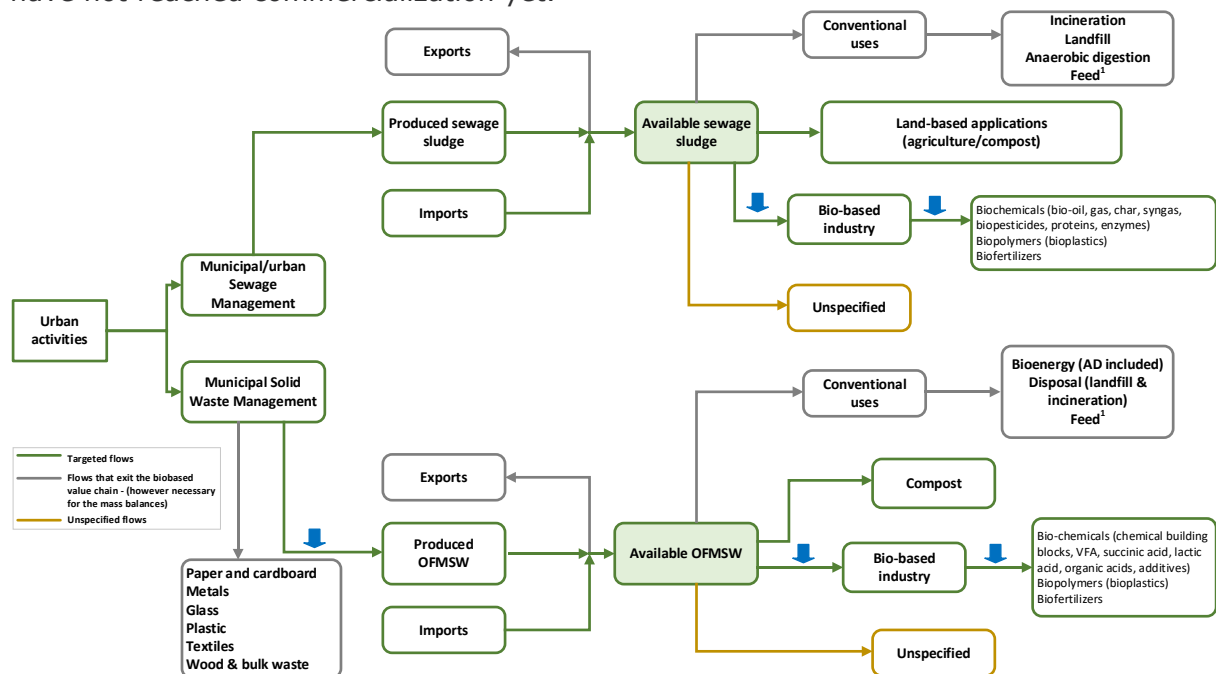 have not reached commercialization yet.
Exports
Conventional
uses
Incineration
Landfill
Anaerobic digestion
Feed1
Produced sewage
sludge
Available sewage
sludge
Land-based applications
(agriculture/compost)
Imports
Bio-based
industry
Biochemicals (bio-oil, gas, char, syngas,
biopesticides, proteins, enzymes)
Biopolymers (bioplastics)
Biofertilizers
Municipal/urban
Sewage
Management
Unspecified
Urban
activities
Municipal Solid
Waste Management
Conventional
uses
Bioenergy (AD included)
Disposal (landfill &
incineration)
Feed1
Targeted flows
Flows that exit the biobased
value chain - (however necessary
for the mass balances)
Unspecified flows
Exports
Compost
Produced
OFMSW
Available OFMSW
Bio-based
industry
Bio-chemicals (chemical building
blocks, VFA, succinic acid, lactic
acid, organic acids, additives)
Biopolymers (bioplastics)
Biofertilizers
Paper and cardboard
Metals
Glass
Plastic
Textiles
Wood & bulk waste
Imports
Unspecified